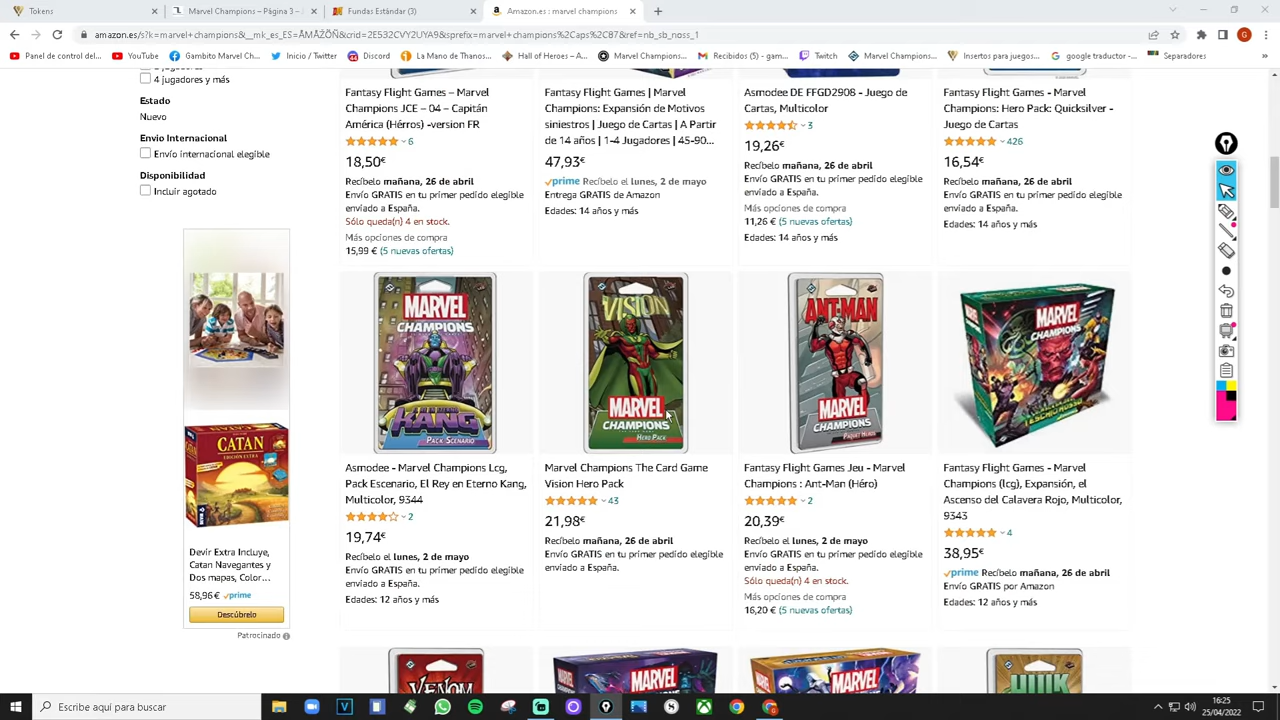 Tokens
Marvel Champions – Página 3 –
Fundas Estándar (3)
Amazon.es : marvel champions
amazon.es/s?k=marvel+champions&__mk_es_ES=ÅMÅŽÕÑ&crid=2E532CVY2UYA9&sprefix=marvel+champions%2Caps%2C87&ref=nb_sb_noss_1
Panel de control del...
YouTube
Gambito Marvel Ch...
Inicio / Twitter
Discord
La Mano de Thanos...
Hall of Heroes – A...
Marvel Champions...
Recibidos (5) - gam...
Twitch
Marvel Champions...
Insertos para juegos...
google traductor - ...
Separadores
4 jugadores y más
Estado
Nuevo
Envío Internacional
Envío internacional elegible
Disponibilidad
Incluir agotado
Fantasy Flight Games – Marvel
Champions JCE – 04 – Capitán
América (Hérros) -version FR
6
18,50€
Recíbelo mañana, 26 de abril
Envío GRATIS en tu primer pedido elegible
enviado a España.
Sólo queda(n) 4 en stock.
Más opciones de compra
15,99 € (5 nuevas ofertas)
Fantasy Flight Games | Marvel
Champions: Expansión de Motivos
siniestros | Juego de Cartas | A Partir
de 14 años | 1-4 Jugadores | 45-90...
47,93€
prime Recíbelo el lunes, 2 de mayo
Entrega GRATIS de Amazon
Edades: 14 años y más
Asmodee DE FFGD2908 - Juego de
Cartas, Multicolor
3
19,26€
Recíbelo mañana, 26 de abril
Envío GRATIS en tu primer pedido elegible
enviado a España.
Más opciones de compra
11,26 € (5 nuevas ofertas)
Edades: 14 años y más
Fantasy Flight Games - Marvel
Champions: Hero Pack: Quicksilver -
Juego de Cartas
426
16,54€
Recíbelo mañana, 26 de abril
Envío GRATIS en tu primer pedido elegible
enviado a España.
Edades: 14 años y más
MARVEL
CHAMPIONS
KANG
PACK SCENARIO
Asmodee - Marvel Champions Lcg,
Pack Escenario, El Rey en Eterno Kang,
Multicolor, 9344
2
19,74€
Recíbelo el lunes, 2 de mayo
Envío GRATIS en tu primer pedido elegible
enviado a España.
Edades: 12 años y más
VISION
MARVEL
CHAMPIONS
HERO PACK
Marvel Champions The Card Game
Vision Hero Pack
43
21,98€
Recíbelo mañana, 26 de abril
Envío GRATIS en tu primer pedido elegible
enviado a España.
ANT-MAN
MARVEL
CHAMPIONS
Fantasy Flight Games Jeu - Marvel
Champions : Ant-Man (Héro)
2
20,39€
Recíbelo el lunes, 2 de mayo
Envío GRATIS en tu primer pedido elegible
enviado a España.
Sólo queda(n) 4 en stock.
Más opciones de compra
16,20 € (5 nuevas ofertas)
MARVEL
CHAMPIONS
Fantasy Flight Games - Marvel
Champions (lcg), Expansión, el
Ascenso del Calavera Rojo, Multicolor,
9343
4
38,95€
prime Recíbelo mañana, 26 de abril
Envío GRATIS por Amazon
Edades: 12 años y más
CATAN
Devir Extra Incluye,
Catan Navegantes y
Dos mapas, Color...
58,96 € prime
Descúbrelo
Patrocinado
VENOM
MARVEL
MARVEL
HULK
Escribe aquí para buscar
16:25
25/04/2022